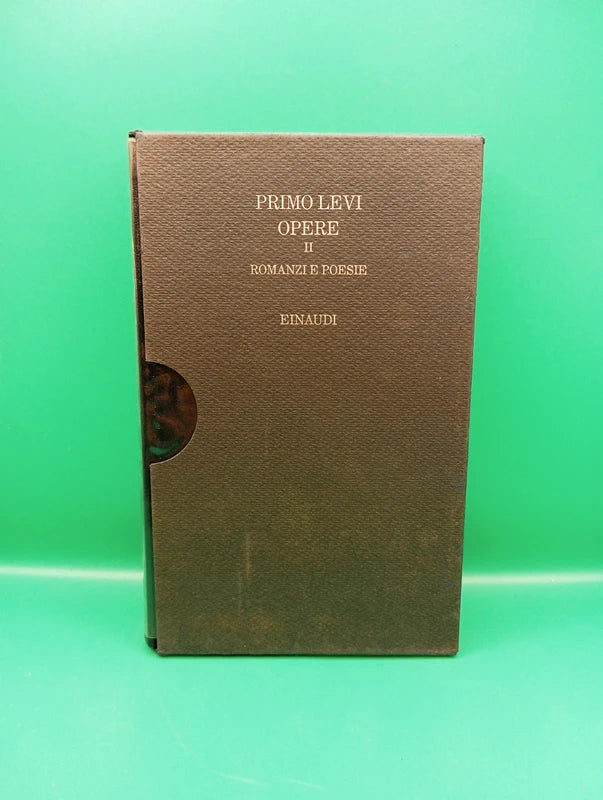 PRIMO LEVI
OPERE
II
ROMANZI E POESIE
EINAUDI